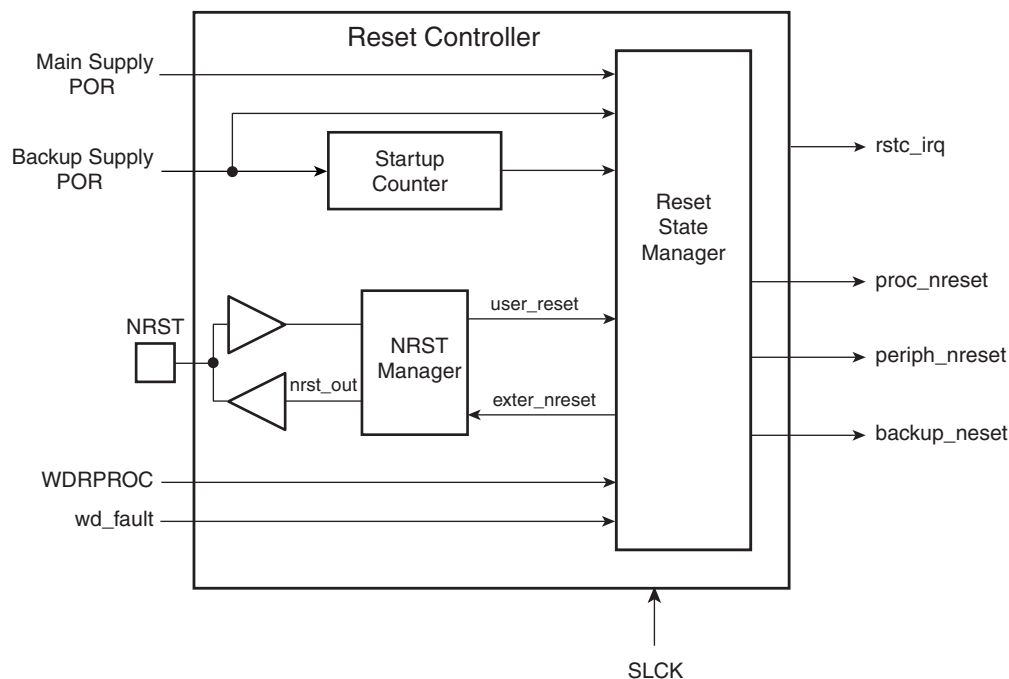 Reset Controller
Main Supply
POR
Backup Supply
POR
Startup
Counter
Reset
State
Manager
rstc_irq
proc_nreset
periph_nreset
backup_neset
NRST
NRST
Manager
user_reset
nrst_out
exter_nreset
WDRPROC
wd_fault
SLCK